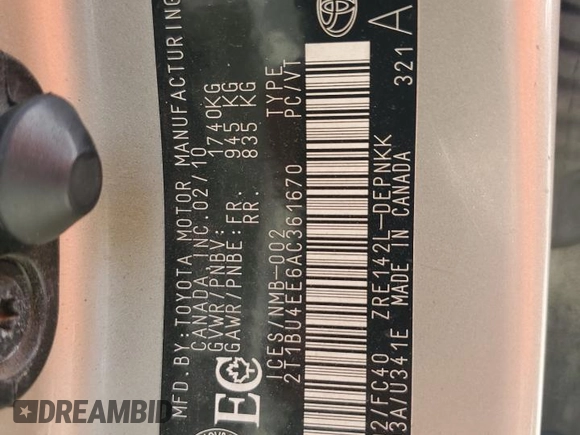 MFD.BY:TOYOTA MOTOR MANUFACTURING
CANADA, INC. 02/10
GVWR/PNBV: 1740KG
GAWR/PNBE:FR. 945 KG
RR. 835 KG
EC
ICES/NMB-002 TYPE
2T1BU4EE6AC361670 PC/VT
2/FC40 ZRE142L-DEPNKK
3A/U341E MADE IN CANADA
321 A
DREAMBID